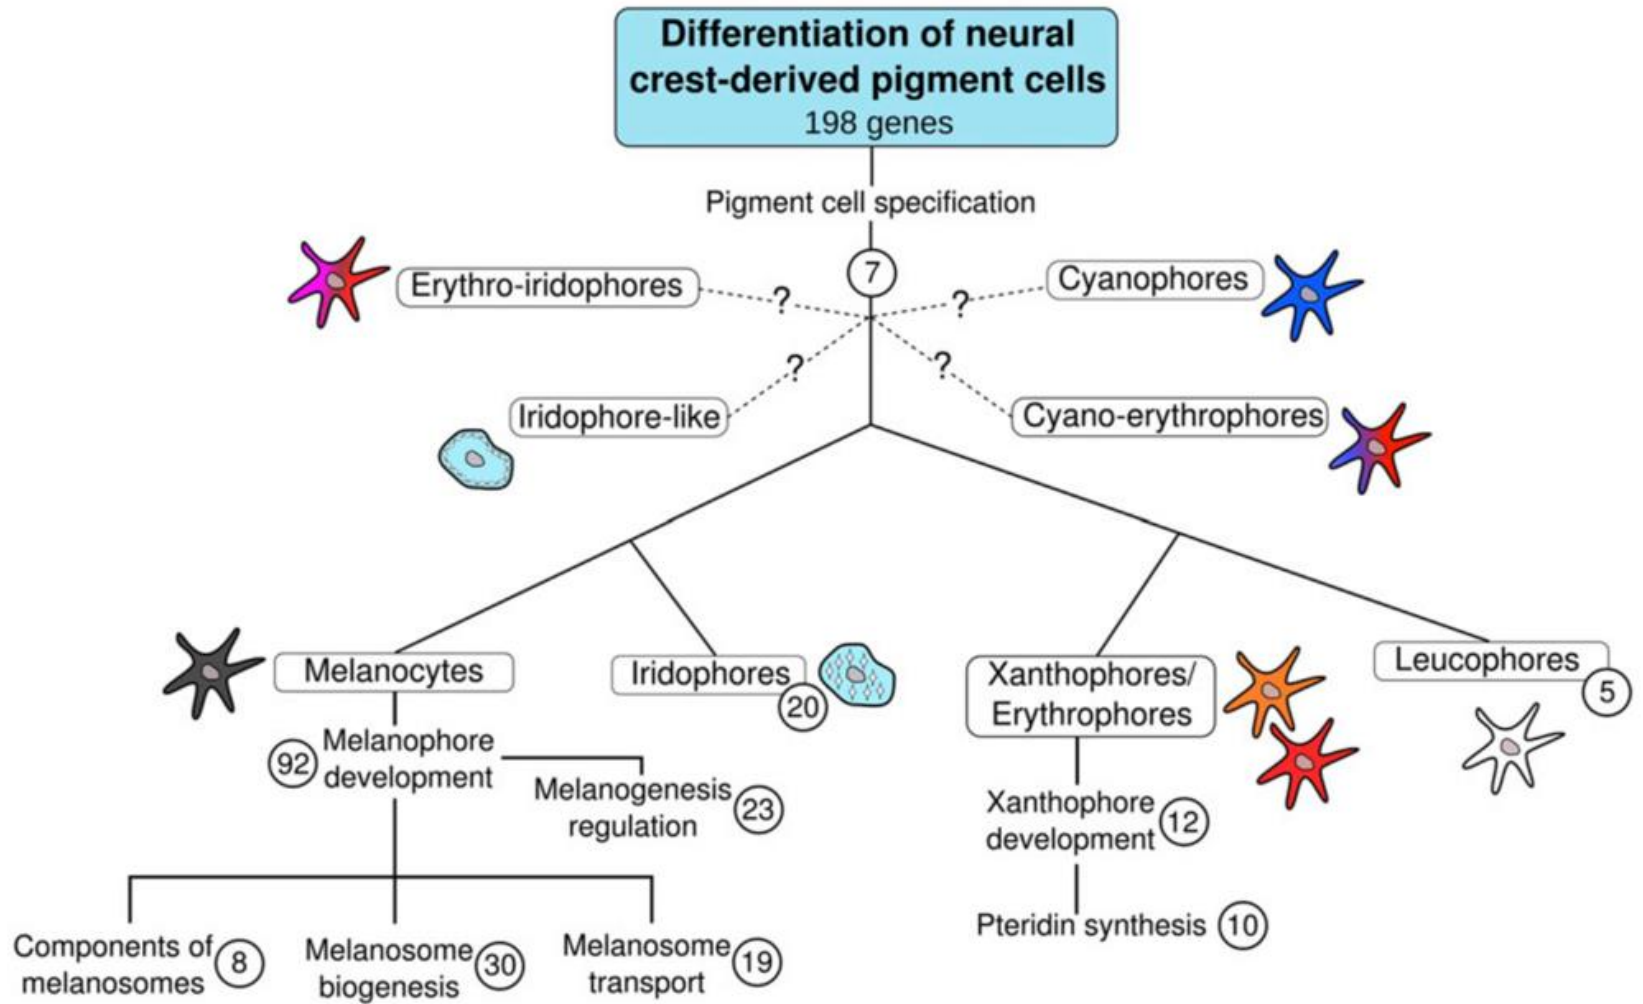 Differentiation of neural
crest-derived pigment cells
198 genes
Pigment cell specification
7
Erythro-iridophores
?
?
Cyanophores
?
?
Iridophore-like
Cyano-erythrophores
Melanocytes
Iridophores
20
Xanthophores/
Erythrophores
Leucophores
5
92
Melanophore
development
Melanogenesis
regulation
23
Xanthophore
development
12
Pteridin synthesis
10
Components of
melanosomes
8
Melanosome
biogenesis
30
Melanosome
transport
19